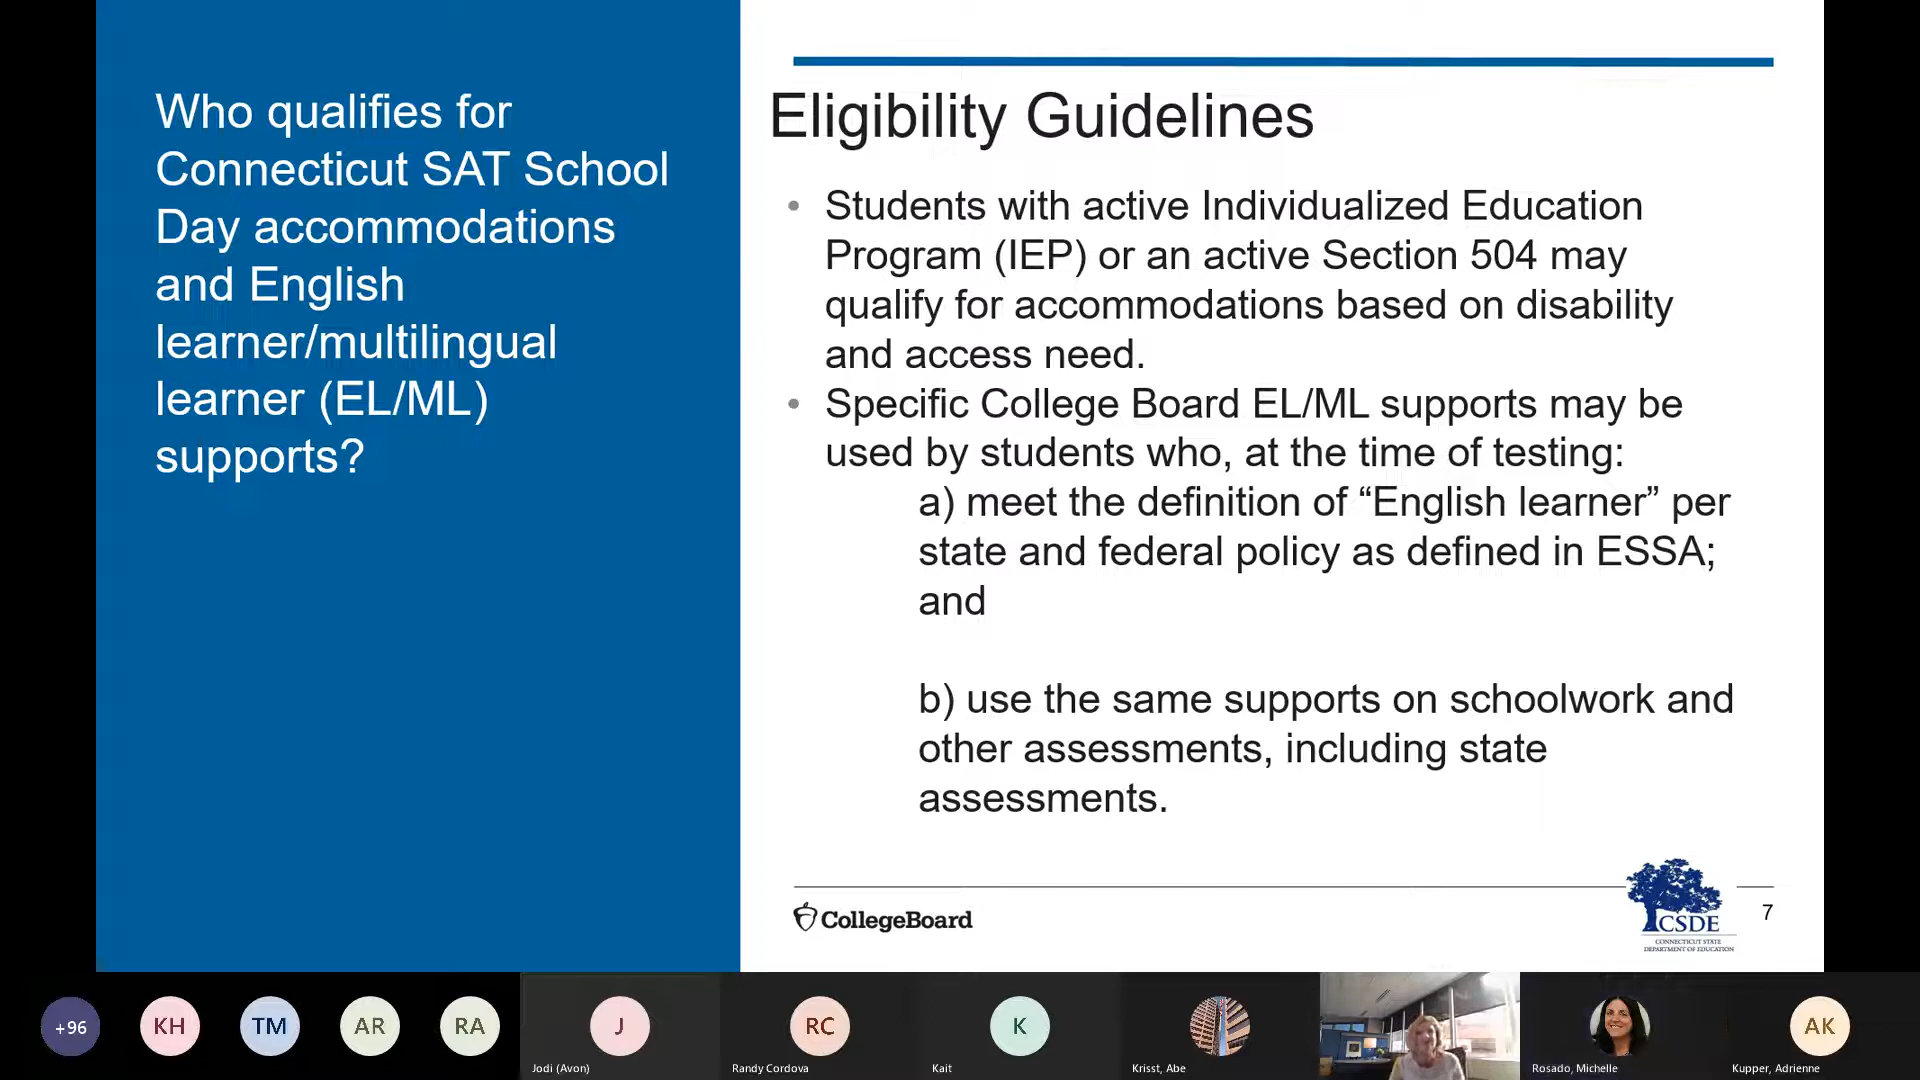 Who qualifies for
Connecticut SAT School
Day accommodations
and English
learner/multilingual
learner (EL/ML)
supports?
Eligibility Guidelines
• Students with active Individualized Education
Program (IEP) or an active Section 504 may
qualify for accommodations based on disability
and access need.
• Specific College Board EL/ML supports may be
used by students who, at the time of testing:
a) meet the definition of “English learner” per
state and federal policy as defined in ESSA;
and
b) use the same supports on schoolwork and
other assessments, including state
assessments.
CollegeBoard
CSDE
CONNECTICUT STATE
DEPARTMENT OF EDUCATION
7
+96
KH
TM
AR
RA
J
RC
K
AK
Jodi (Avon)
Randy Cordova
Kait
Krisst, Abe
Rosado, Michelle
Kupper, Adrienne